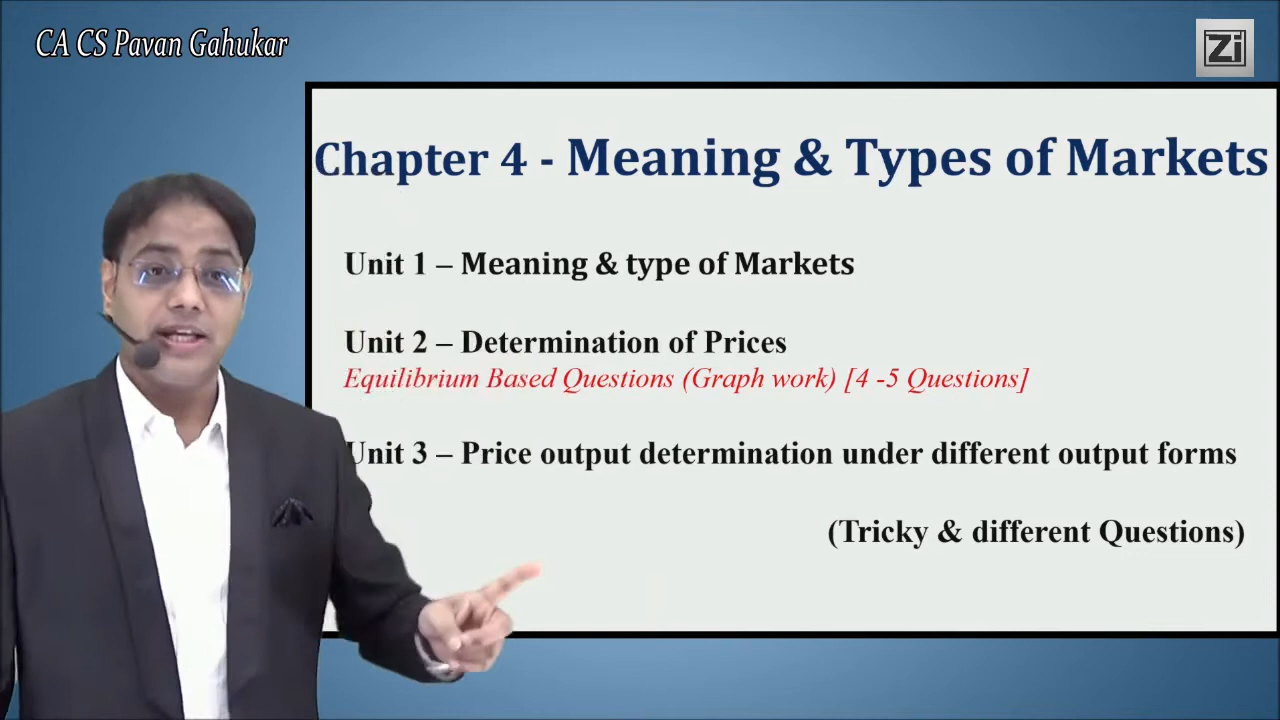 CA CS Pavan Gahukar
Zi
Chapter 4 - Meaning & Types of Markets
Unit 1 – Meaning & type of Markets
Unit 2 – Determination of Prices
Equilibrium Based Questions (Graph work) [4 -5 Questions]
Unit 3 – Price output determination under different output forms
(Tricky & different Questions)